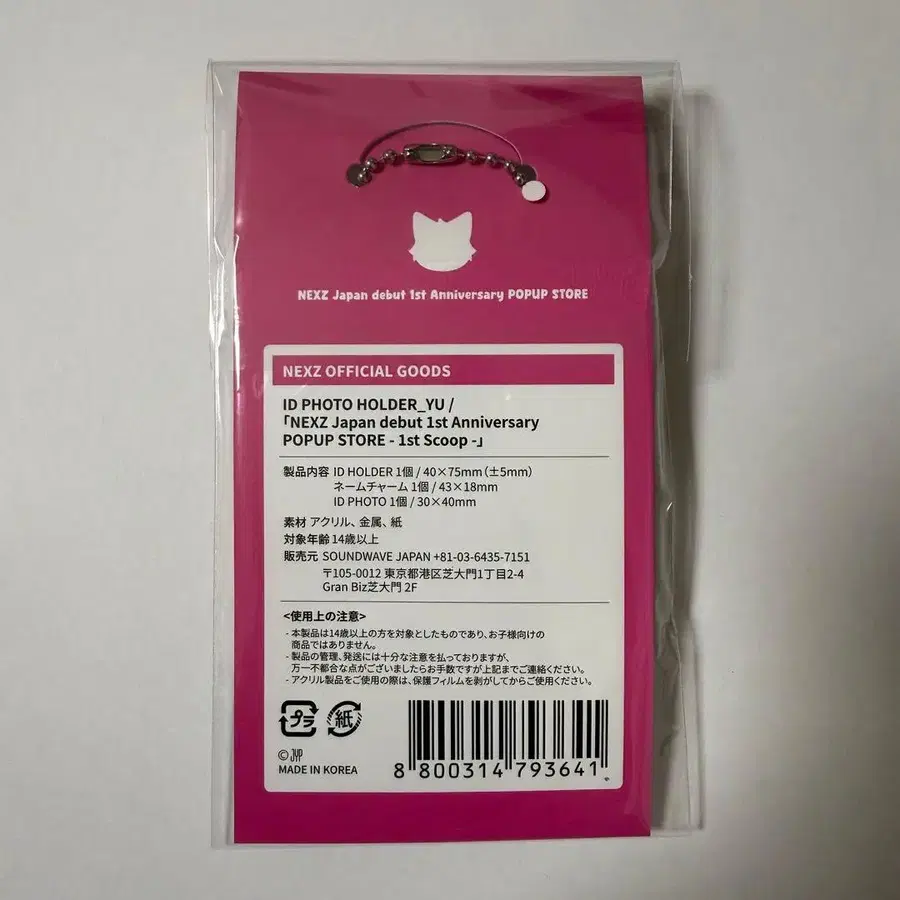 NEXZ Japan debut 1st Anniversary POPUP STORE
NEXZ OFFICIAL GOODS
ID PHOTO HOLDER_YU /
「NEXZ Japan debut 1st Anniversary
POPUP STORE - 1st Scoop -」
製品内容 ID HOLDER 1個 / 40×75mm(±5mm)
ネームチャーム 1個 / 43×18mm
ID PHOTO 1個 / 30×40mm
素材 アクリル、金属、紙
対象年齢 14歳以上
販売元 SOUNDWAVE JAPAN +81-03-6435-7151
〒105-0012 東京都港区芝大門1丁目2-4
Gran Biz芝大門 2F
<使用上の注意>
- 本製品は14歳以上の方を対象としたものであり、お子様向けの
商品ではありません。
- 製品の管理、発送には十分な注意を払っておりますが、
万一不都合な点がございましたらお手数ですが上記までご連絡ください。
- アクリル製品をご使用の際は、保護フィルムを剥がしてからご使用ください。
プラ 紙
© JYP
MADE IN KOREA
8 800314 793641